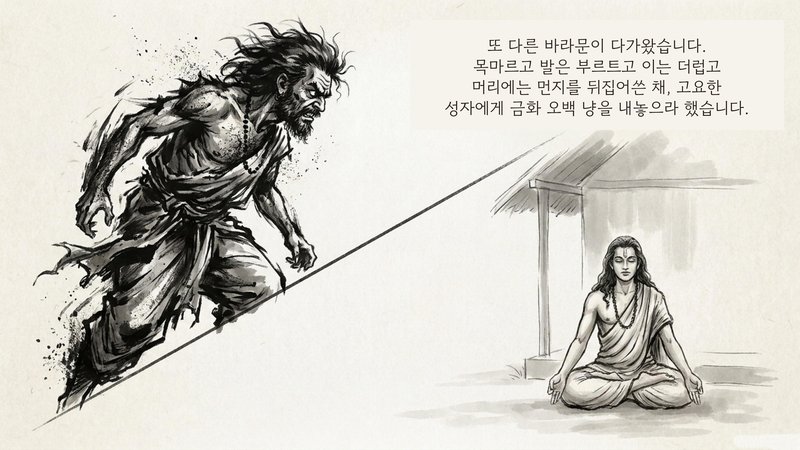 또 다른 바라문이 다가왔습니다.
목마르고 발은 부르트고 이는 더럽고
머리에는 먼지를 뒤집어쓴 채, 고요한
성자에게 금화 오백 냥을 내놓으라 했습니다.